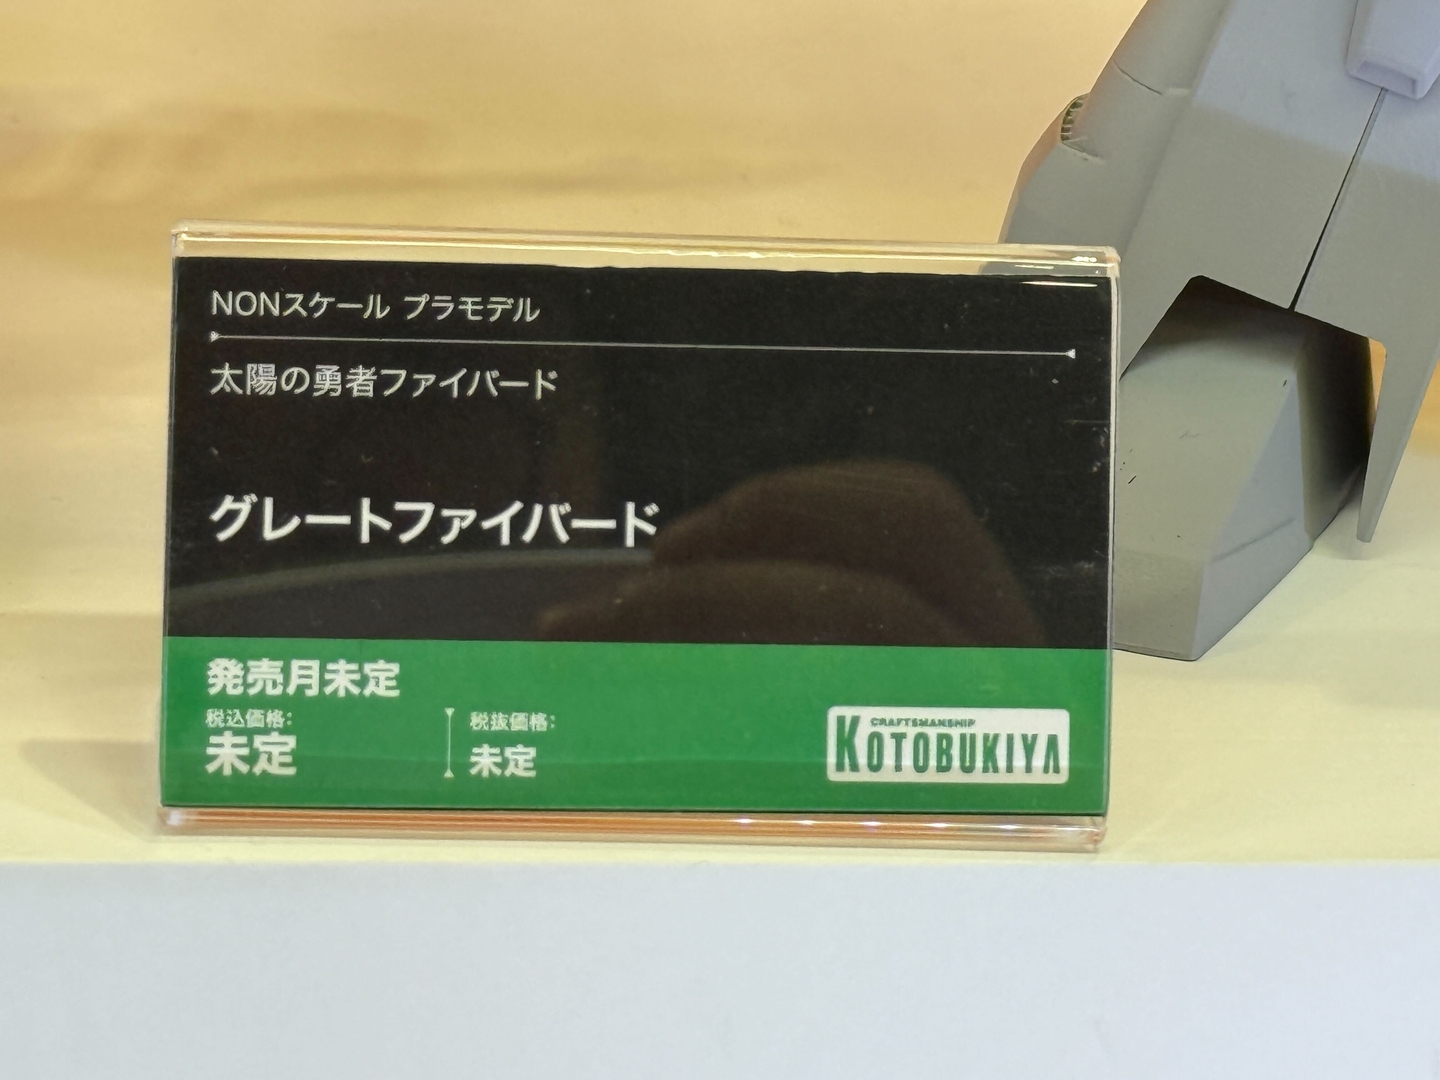 NONスケール プラモデル
太陽の勇者ファイバード
グレートファイバード
発売月未定
税込価格:
未定
税抜価格:
未定
CRAFTSMANSHIP
KOTOBUKIYA